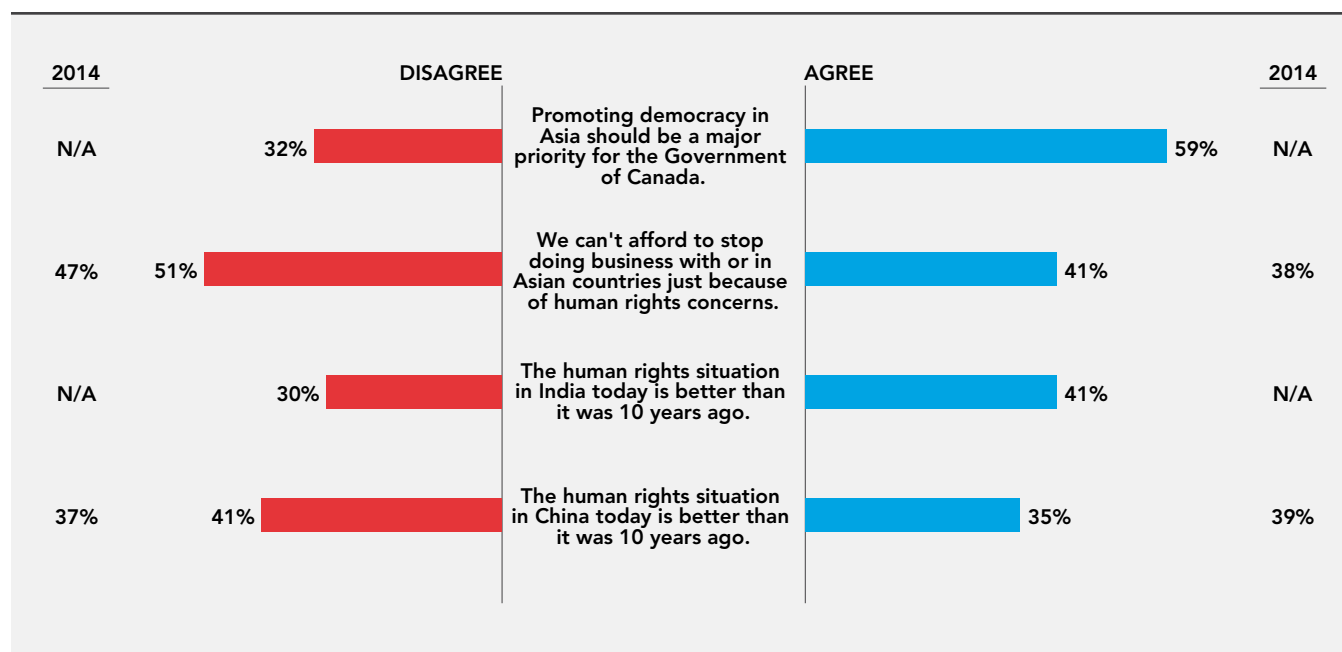 2014 DISAGREE AGREE 2014
Promoting democracy in
Asia should be a major
priority for the Government
of Canada.
N/A 32% 59% N/A
We can't afford to stop
doing business with or in
Asian countries just because
of human rights concerns.
47% 51% 41% 38%
The human rights situation
in India today is better than
it was 10 years ago.
N/A 30% 41% N/A
The human rights situation
in China today is better than
it was 10 years ago.
37% 41% 35% 39%